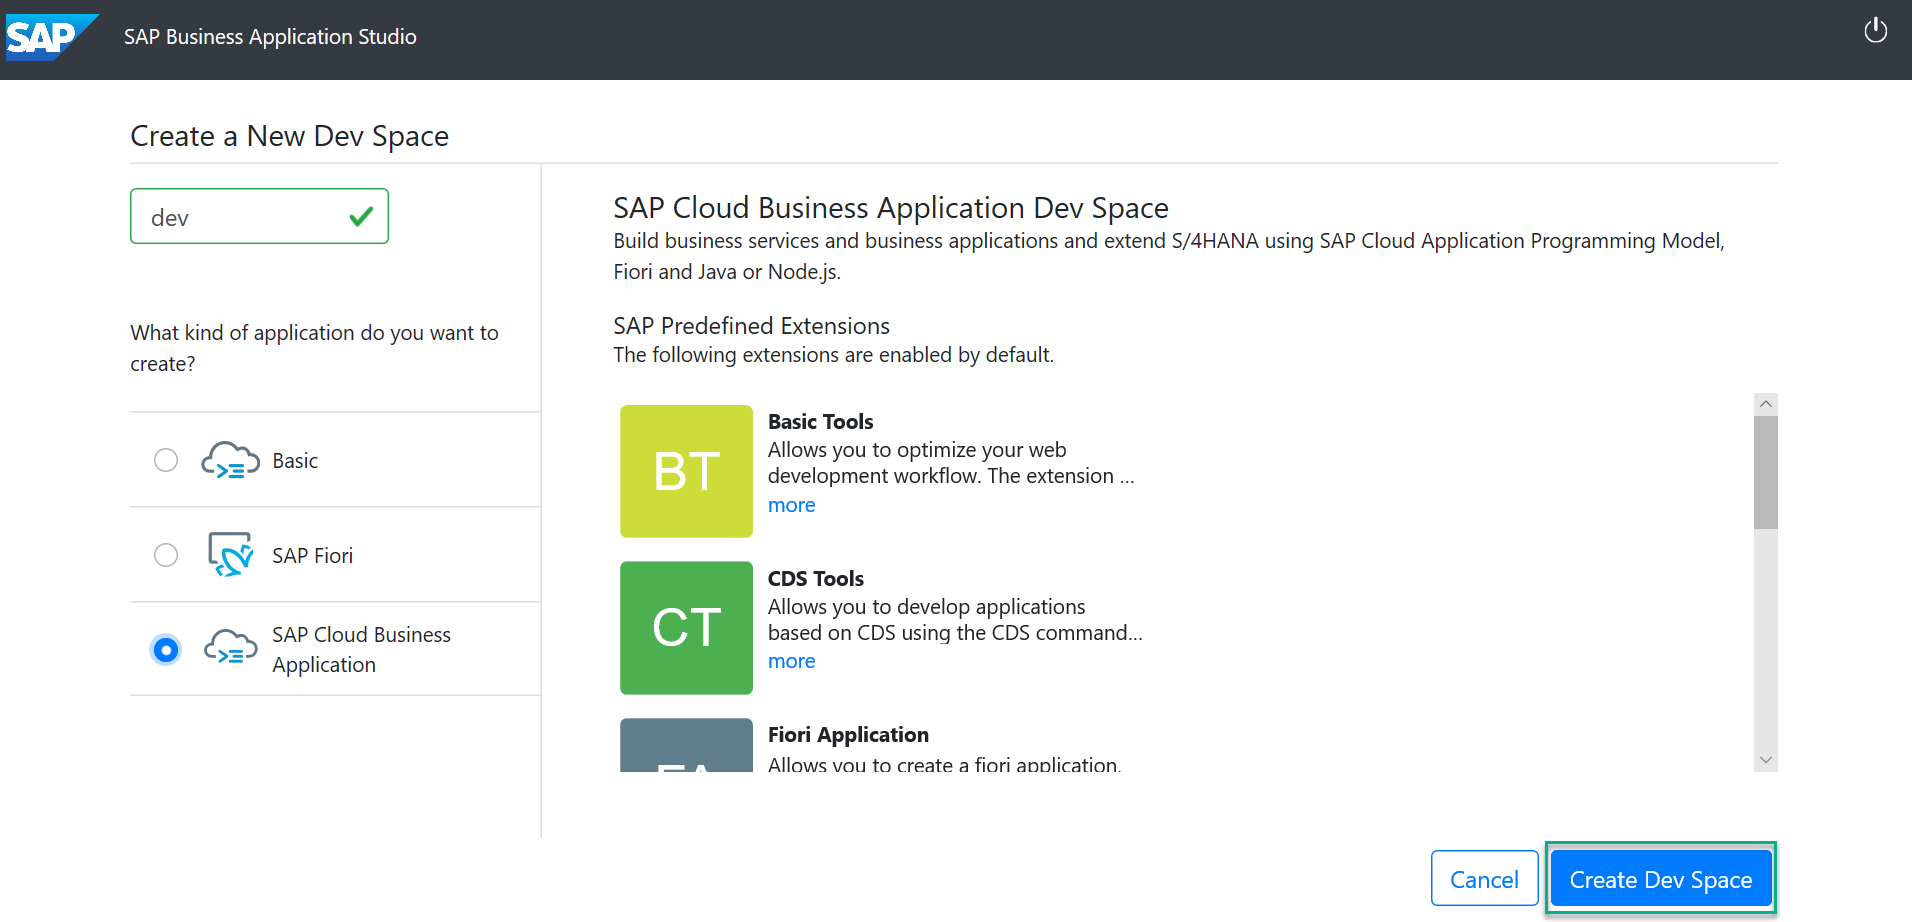 SAP
SAP Business Application Studio
Create a New Dev Space
dev
What kind of application do you want to
create?
Basic
SAP Fiori
SAP Cloud Business
Application
SAP Cloud Business Application Dev Space
Build business services and business applications and extend S/4HANA using SAP Cloud Application Programming Model,
Fiori and Java or Node.js.
SAP Predefined Extensions
The following extensions are enabled by default.
BT
Basic Tools
Allows you to optimize your web
development workflow. The extension ...
more
CT
CDS Tools
Allows you to develop applications
based on CDS using the CDS command...
more
FA
Fiori Application
Allows you to create a fiori application.
Cancel
Create Dev Space